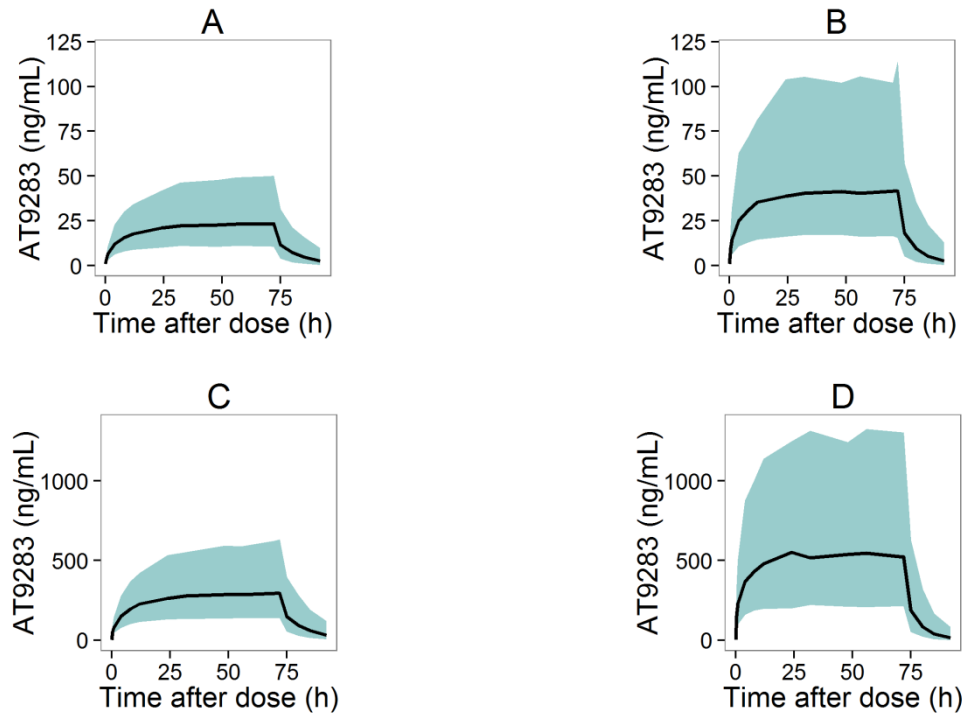 A
AT9283 (ng/mL)
125
100
75
50
25
0
0 25 50 75
Time after dose (h)
B
AT9283 (ng/mL)
125
100
75
50
25
0
0 25 50 75
Time after dose (h)
C
AT9283 (ng/mL)
1000
500
0
0 25 50 75
Time after dose (h)
D
AT9283 (ng/mL)
1000
500
0
0 25 50 75
Time after dose (h)